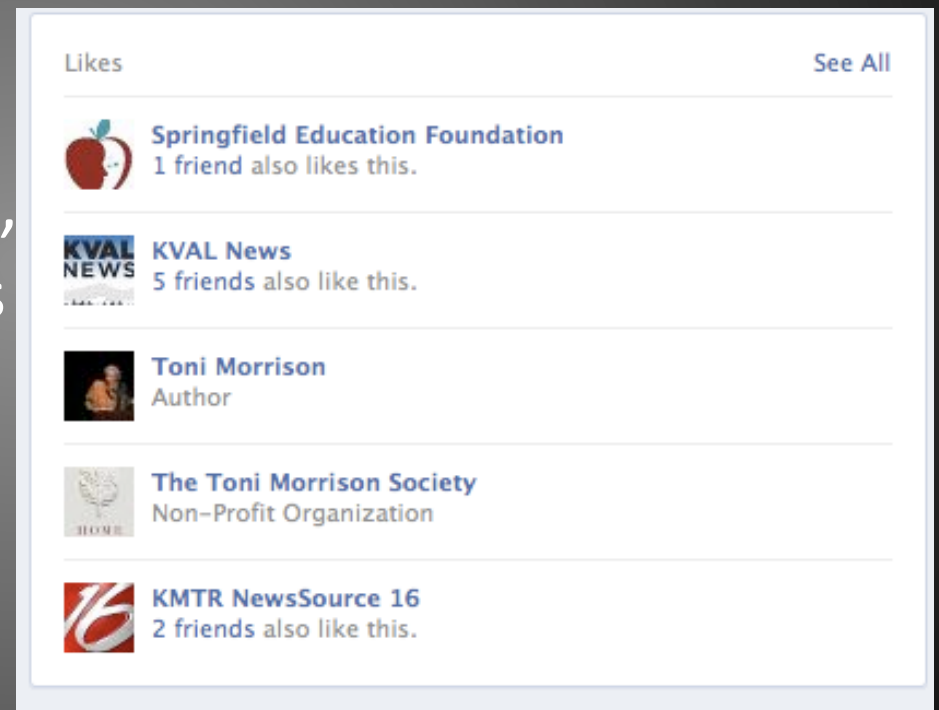 Likes
See All
Springfield Education Foundation
1 friend also likes this.
KVAL
NEWS
KVAL News
5 friends also like this.
Toni Morrison
Author
HOME
The Toni Morrison Society
Non-Profit Organization
16
KMTR NewsSource 16
2 friends also like this.